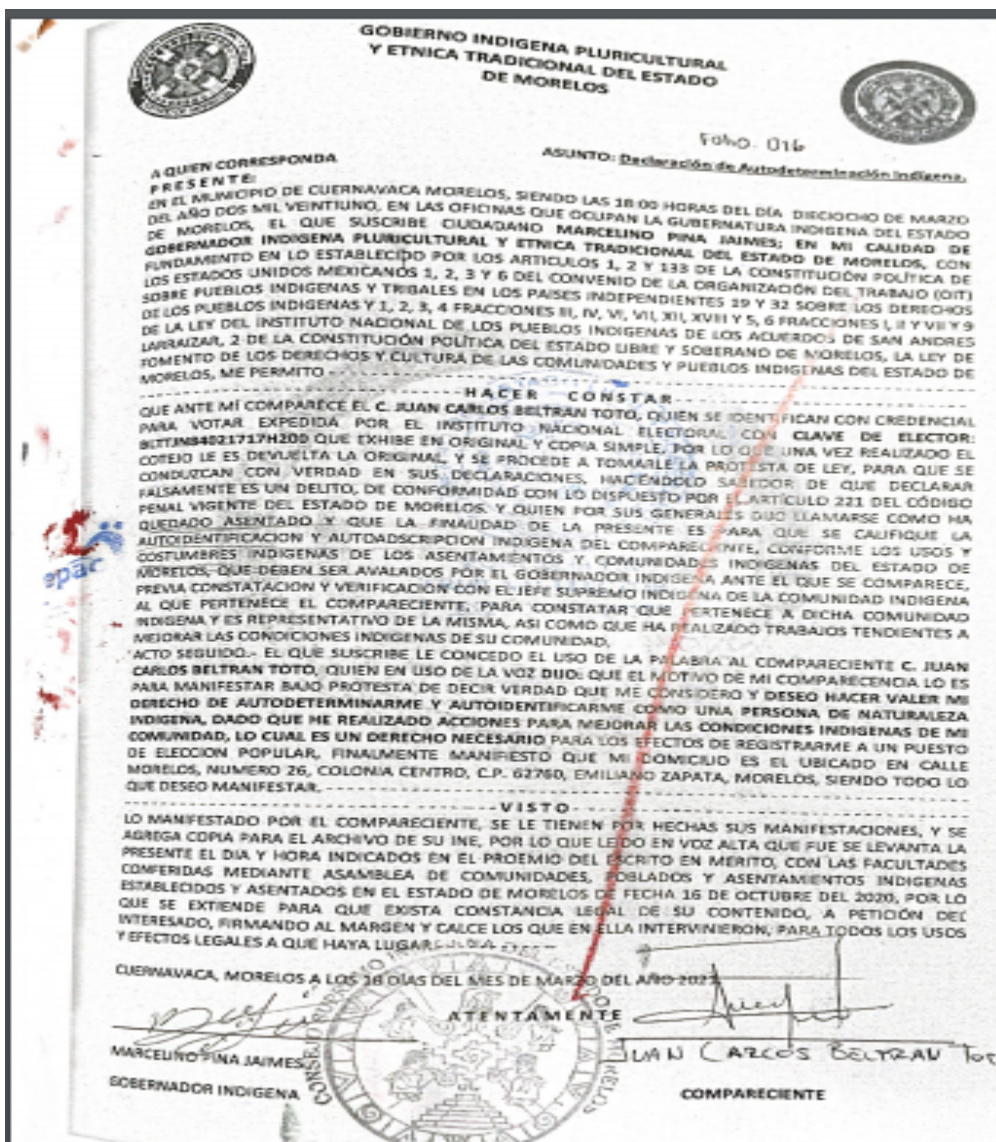 GOBIERNO INDIGENA PLURICULTURAL
Y ETNICA TRADICIONAL DEL ESTADO
DE MORELOS
FOLIO. 016
ASUNTO: Declaración de Autodeterminación Indígena.
A QUIEN CORRESPONDA
PRESENTE:
EN EL MUNICIPIO DE CUERNAVACA MORELOS, SIENDO LAS 18:00 HORAS DEL DÍA DIECIOCHO DE MARZO
DEL AÑO DOS MIL VEINTIUNO, EN LAS OFICINAS QUE OCUPAN LA GUBERNATURA INDIGENA DEL ESTADO
DE MORELOS, EL QUE SUSCRIBE CIUDADANO MARCELINO PINA JAIMES; EN MI CALIDAD DE
GOBERNADOR INDIGENA PLURICULTURAL Y ETNICA TRADICIONAL DEL ESTADO DE MORELOS, CON
FUNDAMENTO EN LO ESTABLECIDO POR LOS ARTICULOS 1, 2 Y 133 DE LA CONSTITUCIÓN POLÍTICA DE
LOS ESTADOS UNIDOS MEXICANOS 1, 2, 3 Y 6 DEL CONVENIO DE LA ORGANIZACIÓN DEL TRABAJO (OIT)
SOBRE PUEBLOS INDIGENAS Y TRIBALES EN LOS PAISES INDEPENDIENTES 19 Y 32 SOBRE LOS DERECHOS
DE LOS PUEBLOS INDIGENAS Y 1, 2, 3, 4 FRACCIONES III, IV, VI, VII, XII, XVIII Y 5, 6 FRACCIONES I, II Y VII Y 9
DE LA LEY DEL INSTITUTO NACIONAL DE LOS PUEBLOS INDIGENAS DE LOS ACUERDOS DE SAN ANDRES
LARRAIZAR, 2 DE LA CONSTITUCIÓN POLÍTICA DEL ESTADO LIBRE Y SOBERANO DE MORELOS, LA LEY DE
FOMENTO DE LOS DERECHOS Y CULTURA DE LAS COMUNIDADES Y PUEBLOS INDIGENAS DEL ESTADO DE
MORELOS, ME PERMITO
HACER CONSTAR
QUE ANTE MÍ COMPARECE EL C. JUAN CARLOS BELTRAN TOTO, QUIEN SE IDENTIFICAN CON CREDENCIAL
PARA VOTAR EXPEDIDA POR EL INSTITUTO NACIONAL ELECTORAL CON CLAVE DE ELECTOR:
BLTTJN84021717H200 QUE EXHIBE EN ORIGINAL Y COPIA SIMPLE, POR LO QUE UNA VEZ REALIZADO EL
COTEJO LE ES DEVUELTA LA ORIGINAL, Y SE PROCEDE A TOMARLE LA PROTESTA DE LEY, PARA QUE SE
CONDUZCAN CON VERDAD EN SUS DECLARACIONES, HACIENDOLO SABEDOR DE QUE DECLARAR
FALSAMENTE ES UN DELITO, DE CONFORMIDAD CON LO DISPUESTO POR EL ARTÍCULO 221 DEL CÓDIGO
PENAL VIGENTE DEL ESTADO DE MORELOS. Y QUIEN POR SUS GENERALES DIJO LLAMARSE COMO HA
QUEDADO ASENTADO Y QUE LA FINALIDAD DE LA PRESENTE ES PARA QUE SE CALIFIQUE LA
AUTOIDENTIFICACION Y AUTOADSCRIPCION INDIGENA DEL COMPARECIENTE, CONFORME LOS USOS Y
COSTUMBRES INDIGENAS DE LOS ASENTAMIENTOS Y COMUNIDADES INDIGENAS DEL ESTADO DE
MORELOS, QUE DEBEN SER AVALADOS POR EL GOBERNADOR INDIGENA ANTE EL QUE SE COMPARECE,
PREVIA CONSTATACION Y VERIFICACION CON EL JEFE SUPREMO INDIGENA DE LA COMUNIDAD INDIGENA
AL QUE PERTENECE EL COMPARECIENTE, PARA CONSTATAR QUE PERTENECE A DICHA COMUNIDAD
INDIGENA Y ES REPRESENTATIVO DE LA MISMA, ASI COMO QUE HA REALIZADO TRABAJOS TENDIENTES A
MEJORAR LAS CONDICIONES INDIGENAS DE SU COMUNIDAD.
ACTO SEGUIDO.- EL QUE SUSCRIBE LE CONCEDO EL USO DE LA PALABRA AL COMPARECIENTE C. JUAN
CARLOS BELTRAN TOTO, QUIEN EN USO DE LA VOZ DIJO: QUE EL MOTIVO DE MI COMPARECENCIA LO ES
PARA MANIFESTAR BAJO PROTESTA DE DECIR VERDAD QUE ME CONSIDERO Y DESEO HACER VALER MI
DERECHO DE AUTODETERMINARME Y AUTOIDENTIFICARME COMO UNA PERSONA DE NATURALEZA
INDIGENA, DADO QUE HE REALIZADO ACCIONES PARA MEJORAR LAS CONDICIONES INDIGENAS DE MI
COMUNIDAD, LO CUAL ES UN DERECHO NECESARIO PARA LOS EFECTOS DE REGISTRARME A UN PUESTO
DE ELECCION POPULAR, FINALMENTE MANIFIESTO QUE MI DOMICILIO ES EL UBICADO EN CALLE
MORELOS, NUMERO 26, COLONIA CENTRO, C.P. 62760, EMILIANO ZAPATA, MORELOS, SIENDO TODO LO
QUE DESEO MANIFESTAR.
VISTO
LO MANIFESTADO POR EL COMPARECIENTE, SE LE TIENEN POR HECHAS SUS MANIFESTACIONES, Y SE
AGREGA COPIA PARA EL ARCHIVO DE SU INE, POR LO QUE LEIDO EN VOZ ALTA QUE FUE SE LEVANTA LA
PRESENTE EL DIA Y HORA INDICADOS EN EL PROEMIO DEL ESCRITO EN MERITO, CON LAS FACULTADES
CONFERIDAS MEDIANTE ASAMBLEA DE COMUNIDADES, POBLADOS Y ASENTAMIENTOS INDIGENAS
ESTABLECIDOS Y ASENTADOS EN EL ESTADO DE MORELOS DE FECHA 16 DE OCTUBRE DEL 2020, POR LO
QUE SE EXTIENDE PARA QUE EXISTA CONSTANCIA LEGAL DE SU CONTENIDO, A PETICIÓN DEL
INTERESADO, FIRMANDO AL MARGEN Y CALCE LOS QUE EN ELLA INTERVINIERON, PARA TODOS LOS USOS
Y EFECTOS LEGALES A QUE HAYA LUGAR.
CUERNAVACA, MORELOS A LOS 18 DIAS DEL MES DE MARZO DEL AÑO 2021
ATENTAMENTE
JUAN CARLOS BELTRAN
MARCELINO PINA JAIMES
GOBERNADOR INDIGENA
COMPARECIENTE